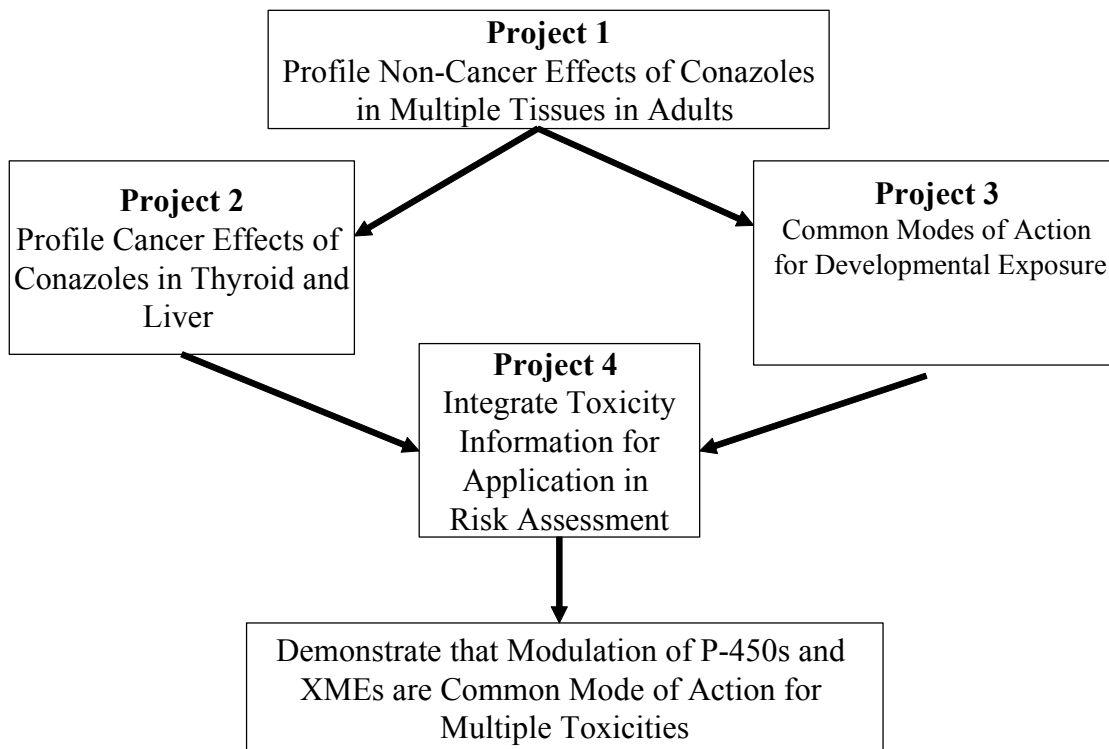 Project 1
Profile Non-Cancer Effects of Conazoles
in Multiple Tissues in Adults
Project 2
Profile Cancer Effects of
Conazoles in Thyroid and
Liver
Project 3
Common Modes of Action
for Developmental Exposure
Project 4
Integrate Toxicity
Information for
Application in
Risk Assessment
Demonstrate that Modulation of P-450s and
XMEs are Common Mode of Action for
Multiple Toxicities